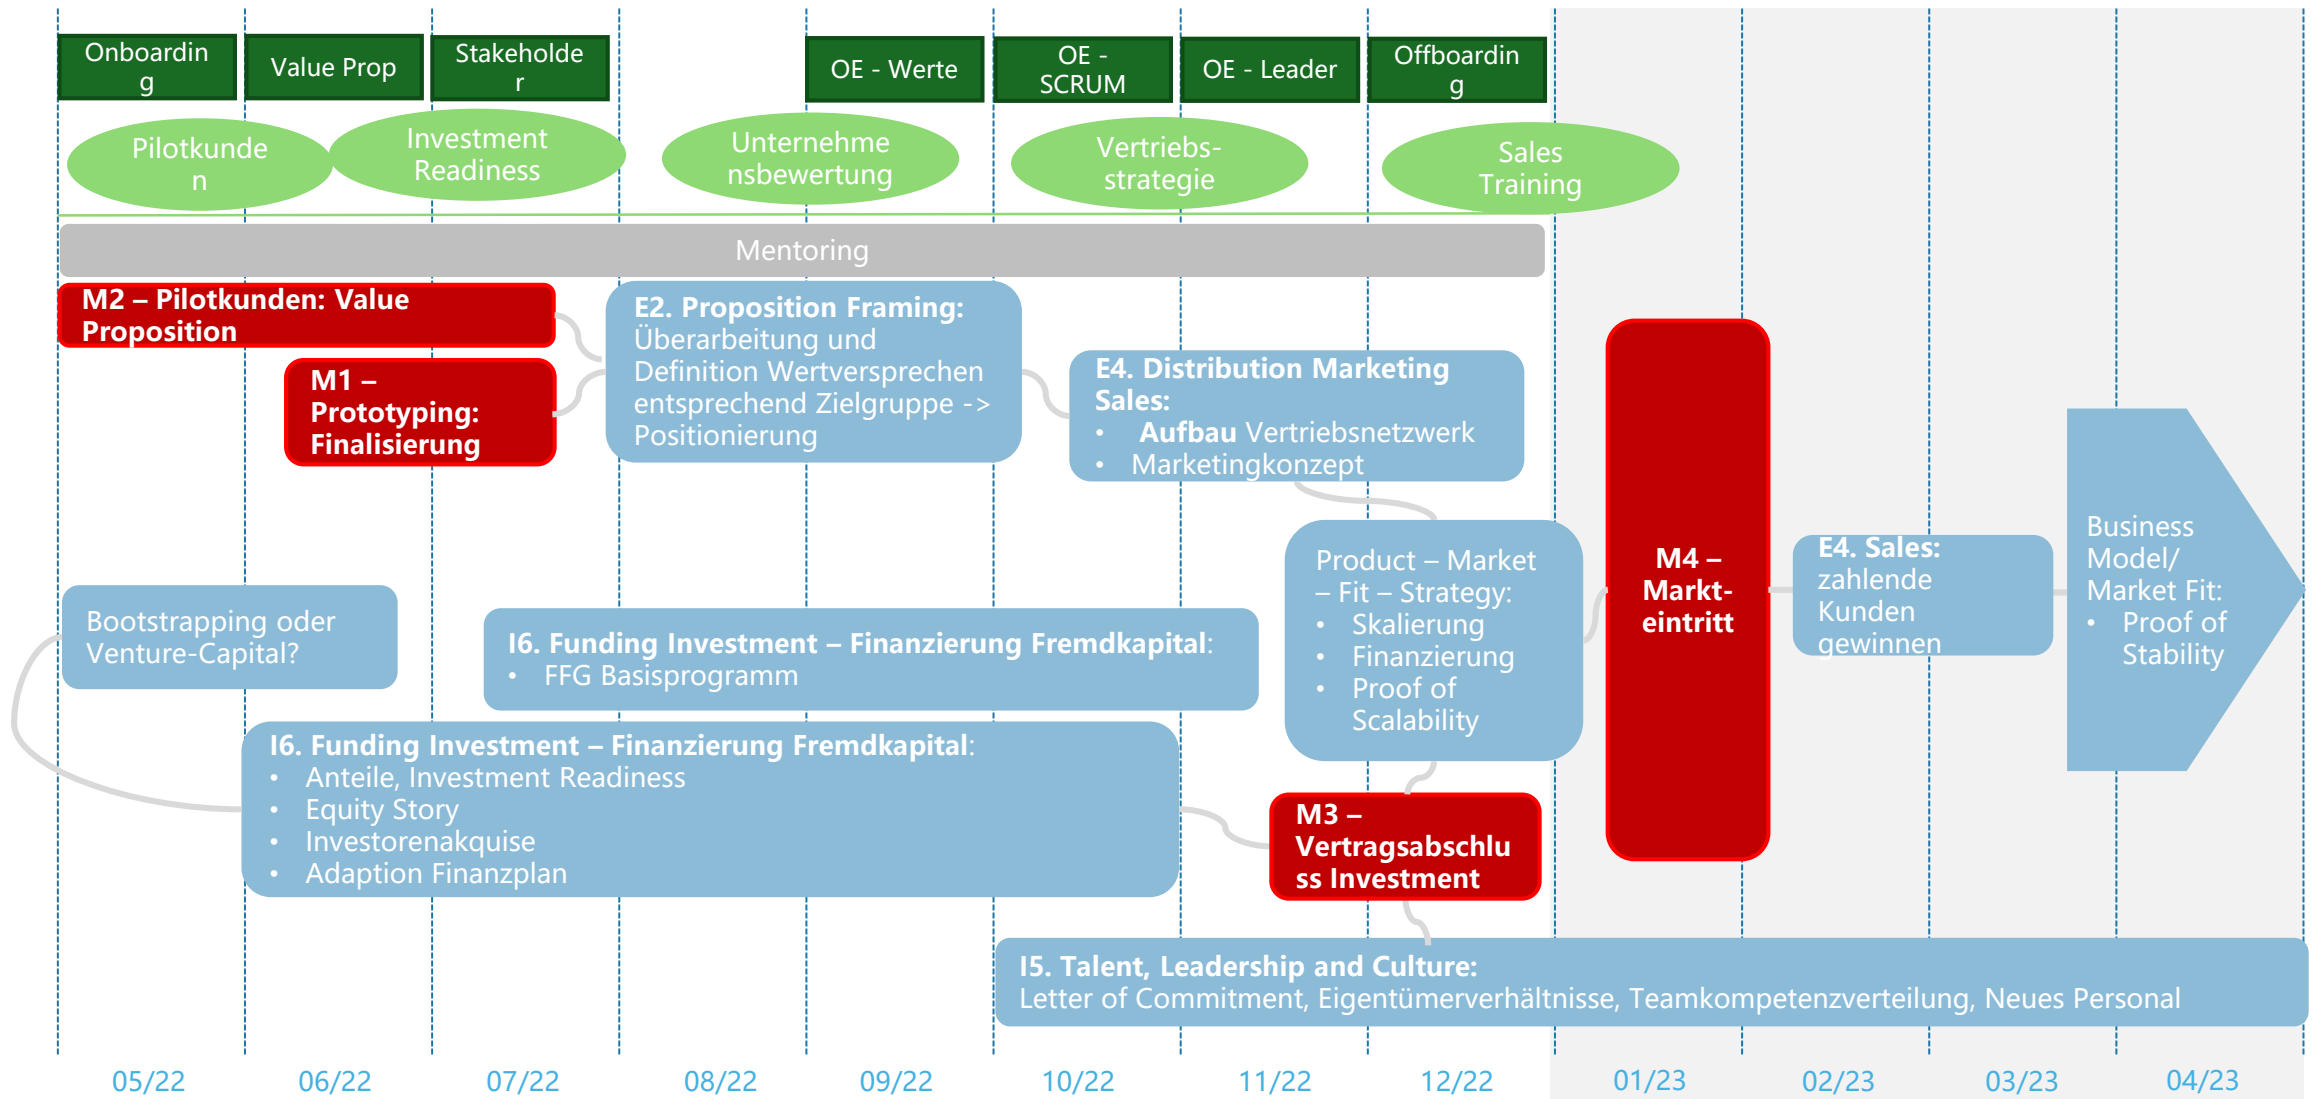 Onboardin
g
Value Prop
Stakeholde
r
OE - Werte
OE -
SCRUM
OE - Leader
Offboardin
g
Pilotkunde
n
Investment
Readiness
Unternehme
nsbewertung
Vertriebs-
strategie
Sales
Training
Mentoring
M2 – Pilotkunden: Value
Proposition
M1 –
Prototyping:
Finalisierung
E2. Proposition Framing:
Überarbeitung und
Definition Wertversprechen
entsprechend Zielgruppe ->
Positionierung
E4. Distribution Marketing
Sales:
• Aufbau Vertriebsnetzwerk
• Marketingkonzept
Product – Market
– Fit – Strategy:
• Skalierung
• Finanzierung
• Proof of
Scalability
M4 –
Markt-
eintritt
E4. Sales:
zahlende
Kunden
gewinnen
Business
Model/
Market Fit:
• Proof of
Stability
Bootstrapping oder
Venture-Capital?
I6. Funding Investment – Finanzierung Fremdkapital:
• FFG Basisprogramm
I6. Funding Investment – Finanzierung Fremdkapital:
• Anteile, Investment Readiness
• Equity Story
• Investorenakquise
• Adaption Finanzplan
M3 –
Vertragsabschlu
ss Investment
I5. Talent, Leadership and Culture:
Letter of Commitment, Eigentümerverhältnisse, Teamkompetenzverteilung, Neues Personal
05/22
06/22
07/22
08/22
09/22
10/22
11/22
12/22
01/23
02/23
03/23
04/23